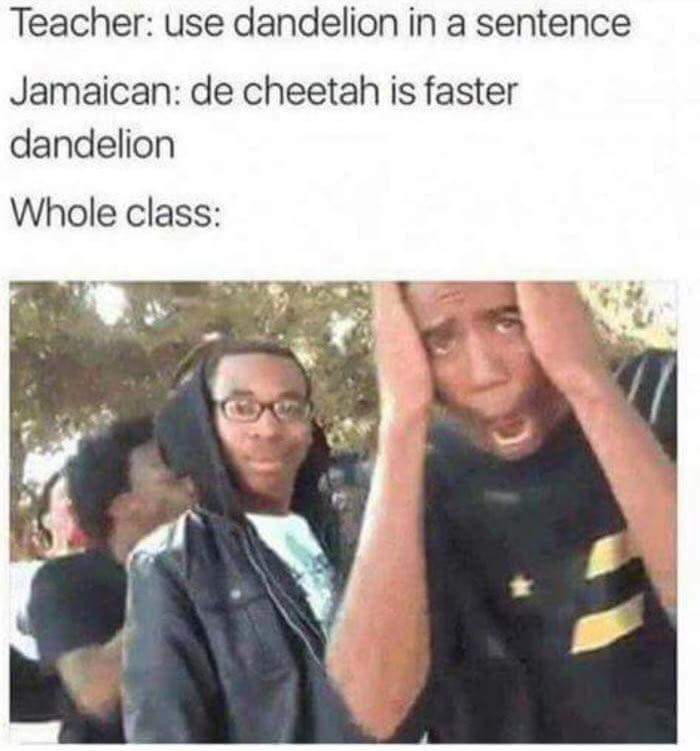 Teacher: use dandelion in a sentence
Jamaican: de cheetah is faster
dandelion
Whole class: